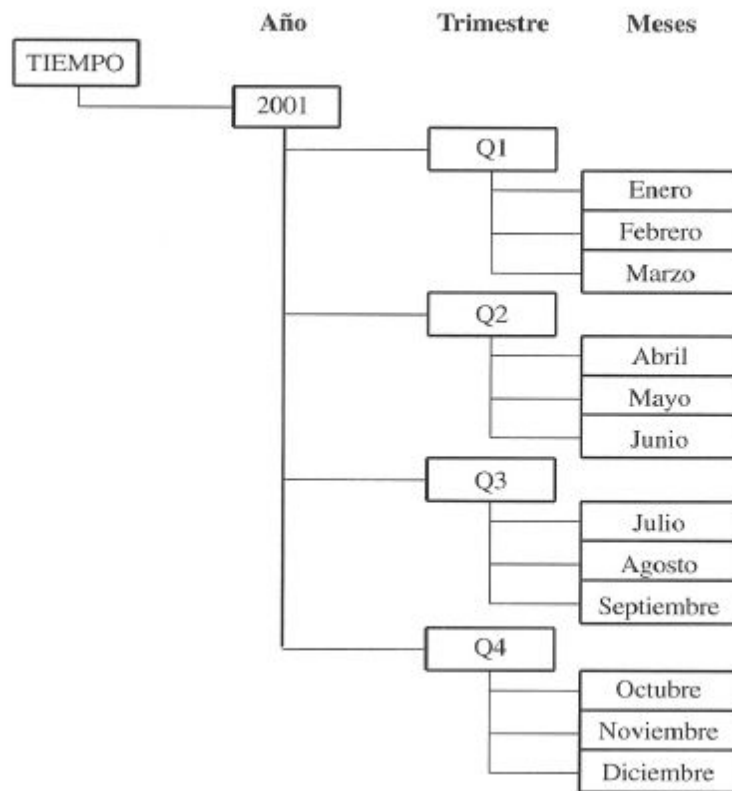 Año Trimestre Meses
TIEMPO
2001
Q1
Enero
Febrero
Marzo
Q2
Abril
Mayo
Junio
Q3
Julio
Agosto
Septiembre
Q4
Octubre
Noviembre
Diciembre